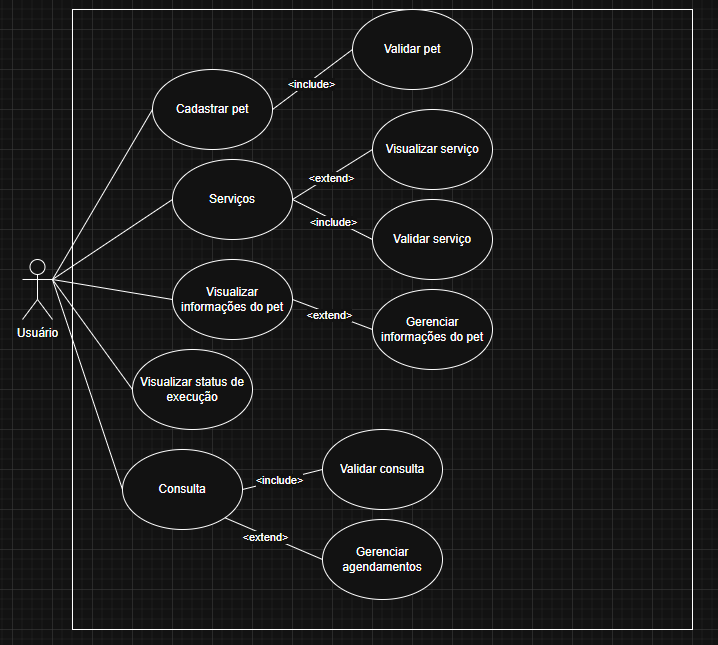 Validar pet
<include>
Cadastrar pet
Visualizar serviço
<extend>
Serviços
<include>
Validar serviço
Usuário
Visualizar
informações do pet
<extend>
Gerenciar
informações do pet
Visualizar status de
execução
Validar consulta
<include>
Consulta
<extend>
Gerenciar
agendamentos